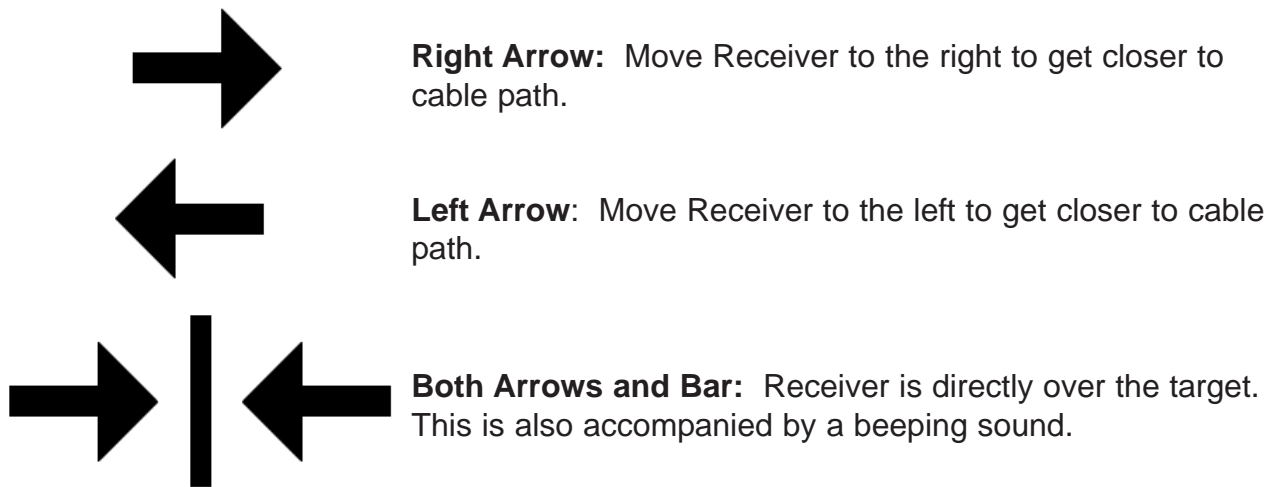 Right Arrow:  Move Receiver to the right to get closer to
cable path.
Left Arrow:  Move Receiver to the left to get closer to cable
path.
Both Arrows and Bar:  Receiver is directly over the target.
This is also accompanied by a beeping sound.